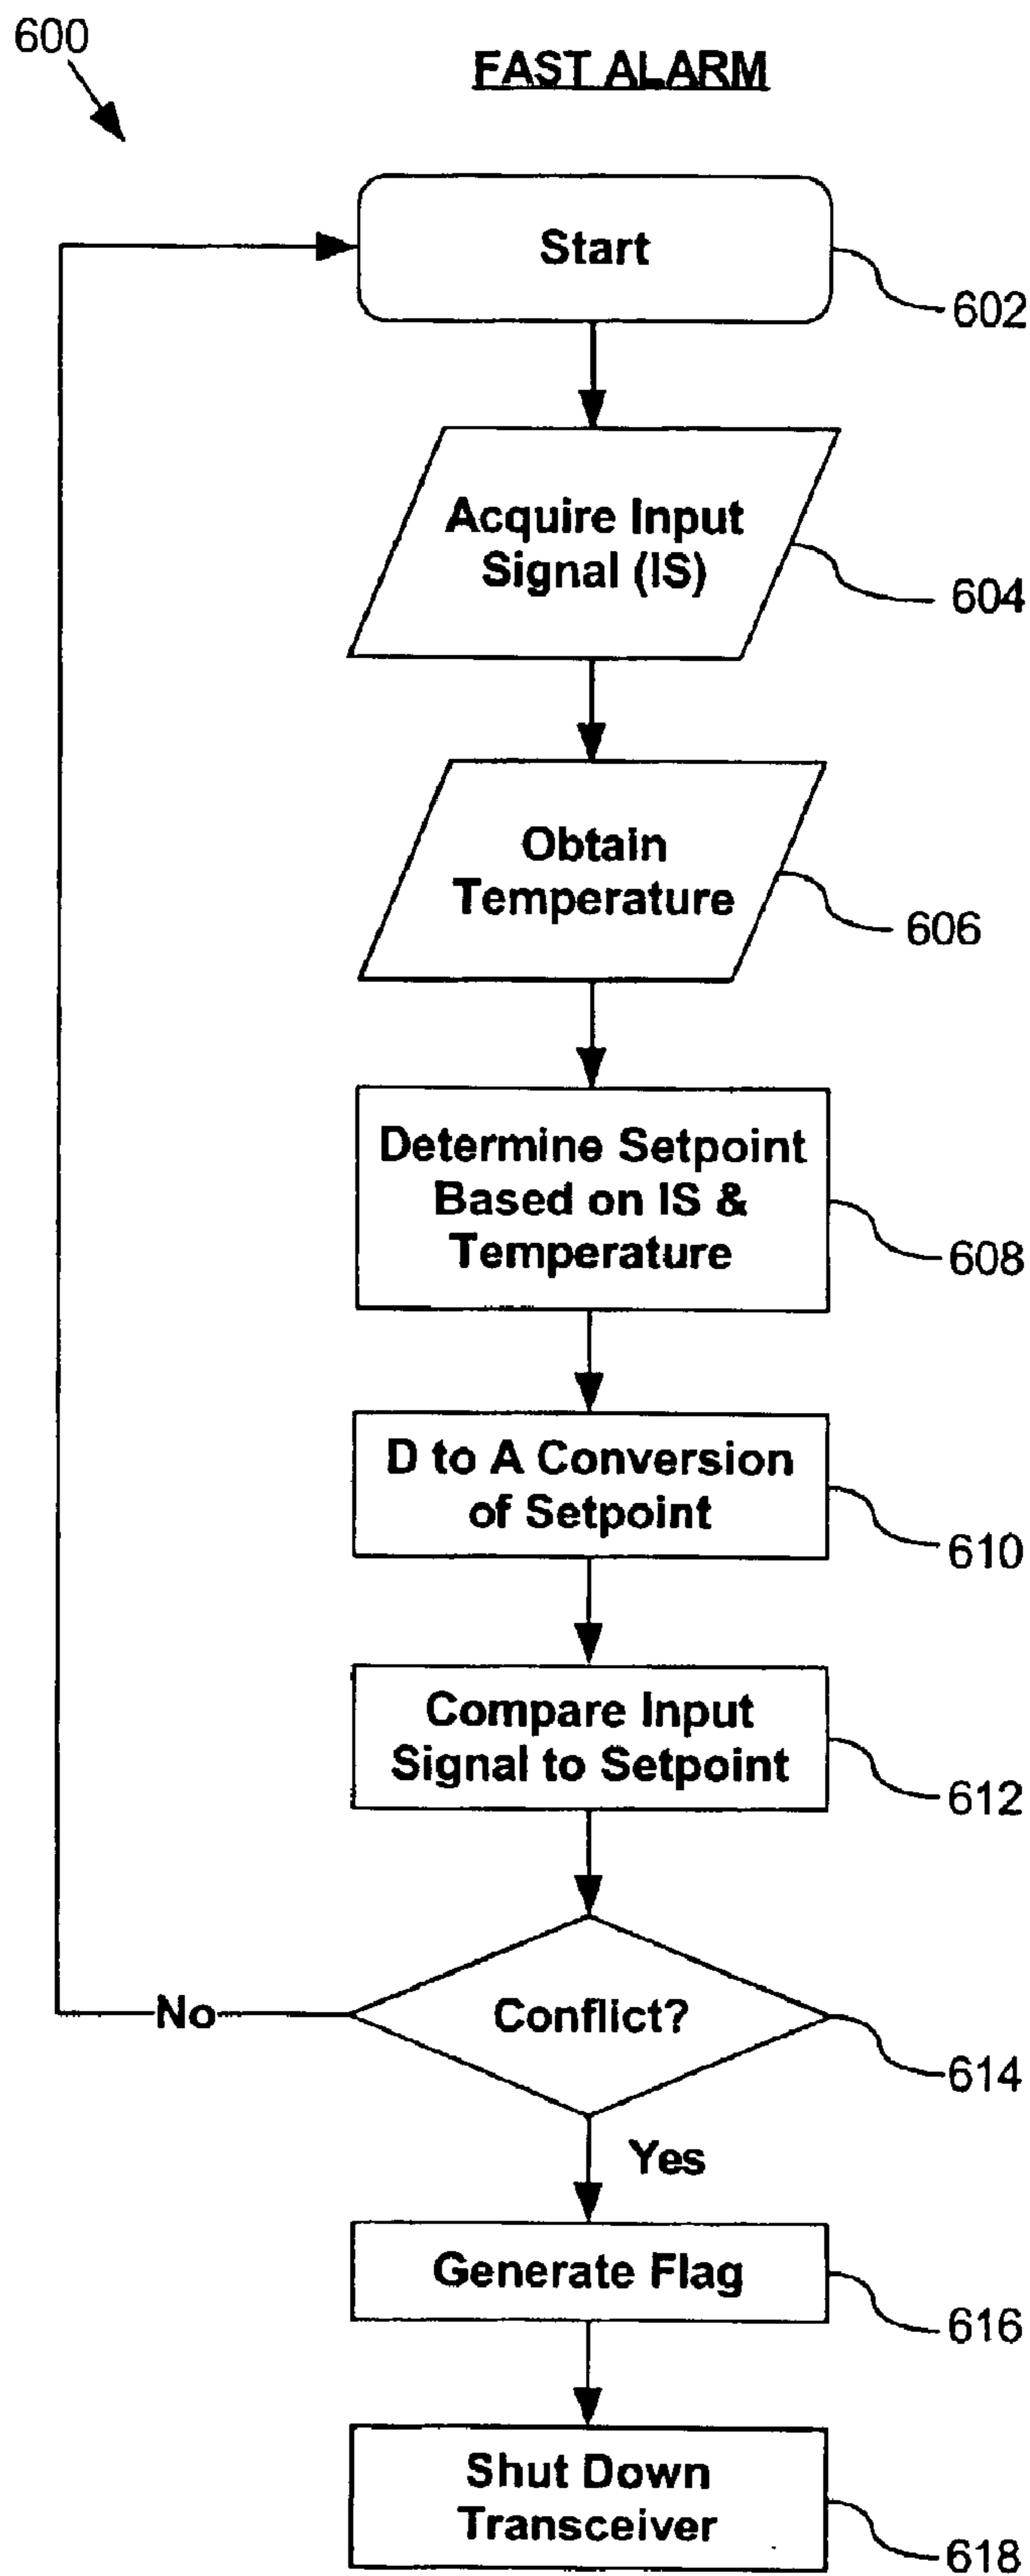 600
FAST ALARM
Start
602
Acquire Input
Signal (IS)
604
Obtain
Temperature
606
Determine Setpoint
Based on IS &
Temperature
608
D to A Conversion
of Setpoint
610
Compare Input
Signal to Setpoint
612
Conflict?
No
614
Yes
Generate Flag
616
Shut Down
Transceiver
618